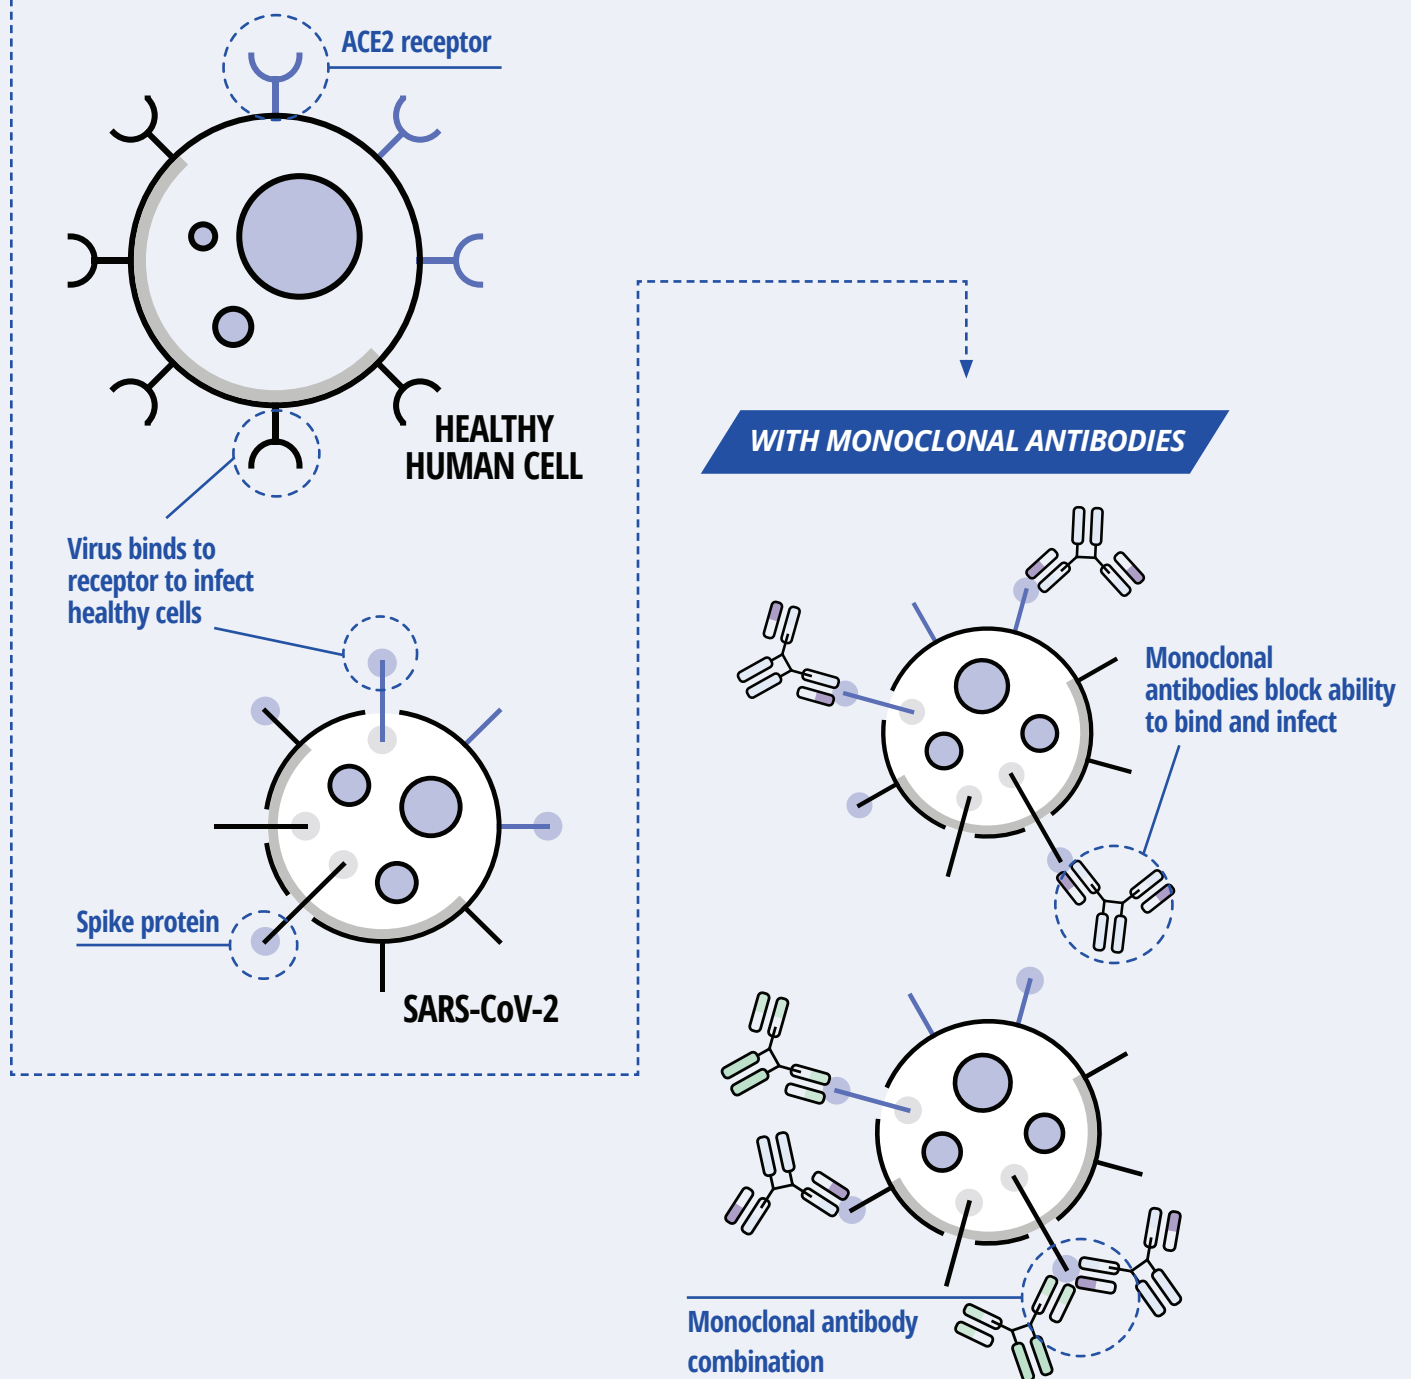 ACE2 receptor
HEALTHY
HUMAN CELL
Virus binds to
receptor to infect
healthy cells
Spike protein
SARS-CoV-2
WITH MONOCLONAL ANTIBODIES
Monoclonal
antibodies block ability
to bind and infect
Monoclonal antibody
combination